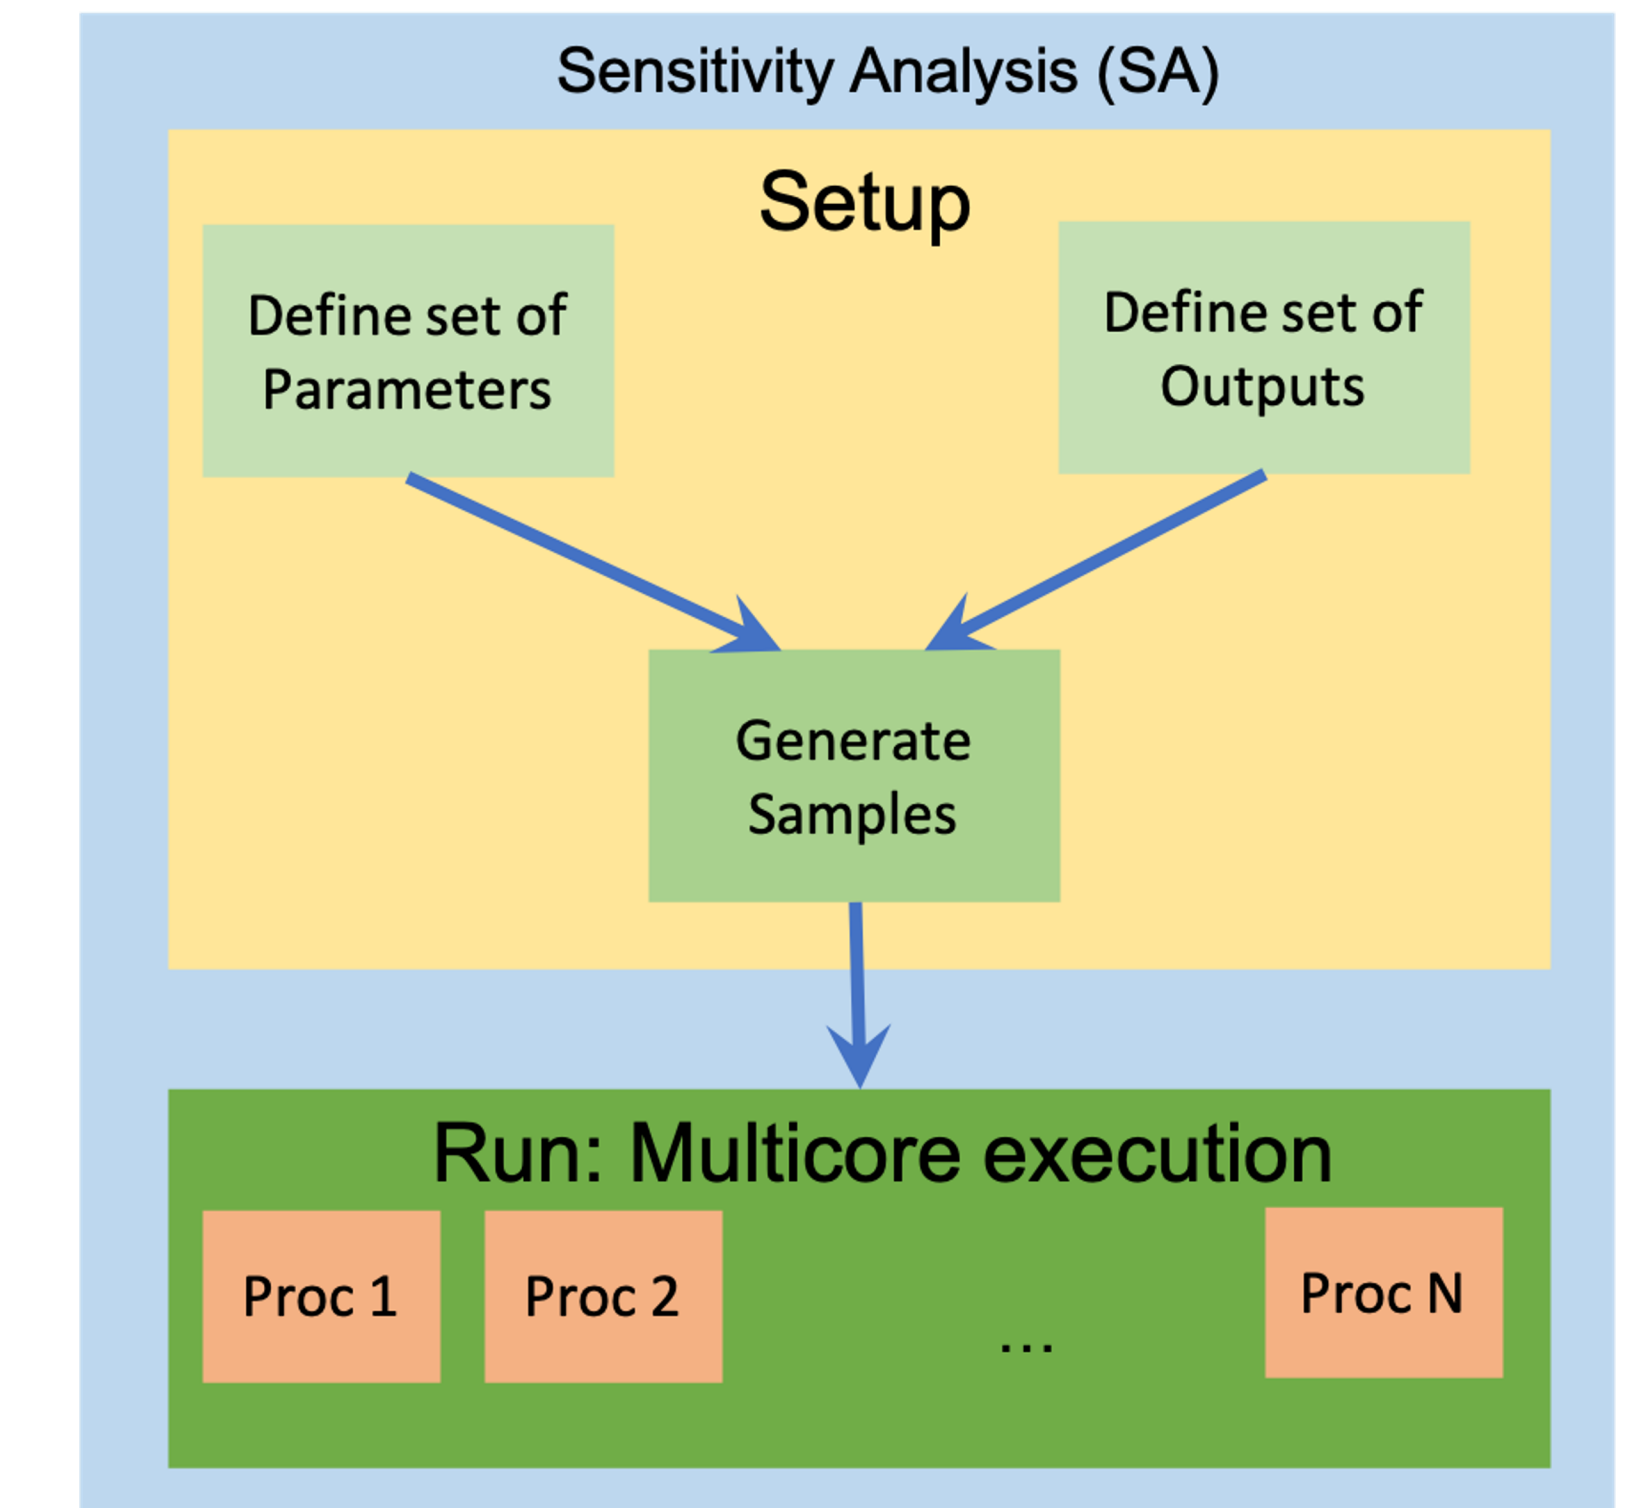 Sensitivity Analysis (SA)
Setup
Define set of
Parameters
Define set of
Outputs
Generate
Samples
Run: Multicore execution
Proc 1
Proc 2
...
Proc N